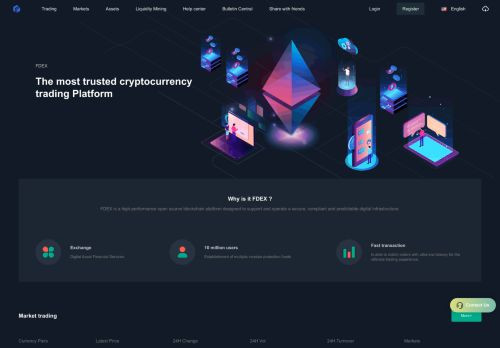 Trading Markets Assets Liquidity Mining Help center Bulletin Control Share with friends Login Register English
FDEX
The most trusted cryptocurrency
trading Platform
Why is it FDEX ?
FDEX is a high performance open source blockchain platform designed to support and operate a secure, compliant and predictable digital infrastructure.
Exchange
Digital Asset Financial Services
10 million users
Establishment of multiple investor protection funds
Fast transaction
in order to match orders with ultra-low latency for the
ultimate trading experience.
Contact Us
Market trading
More+
Currency Pairs Latest Price 24H Change 24H Vol 24H Turnover Markets